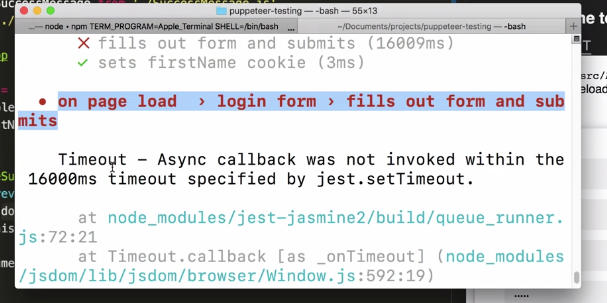 puppeteer-testing — -bash — 55×13
...— node • npm TERM_PROGRAM=Apple_Terminal SHELL=/bin/bash
~/Documents/projects/puppeteer-testing — -bash
✕ fills out form and submits (16009ms)
✓ sets firstName cookie (3ms)
● on page load › login form › fills out form and sub
mits
Timeout – Async callback was not invoked within the
16000ms timeout specified by jest.setTimeout.
at node_modules/jest-jasmine2/build/queue_runner.
js:72:21
at Timeout.callback [as _onTimeout] (node_modules
/jsdom/lib/jsdom/browser/Window.js:592:19)